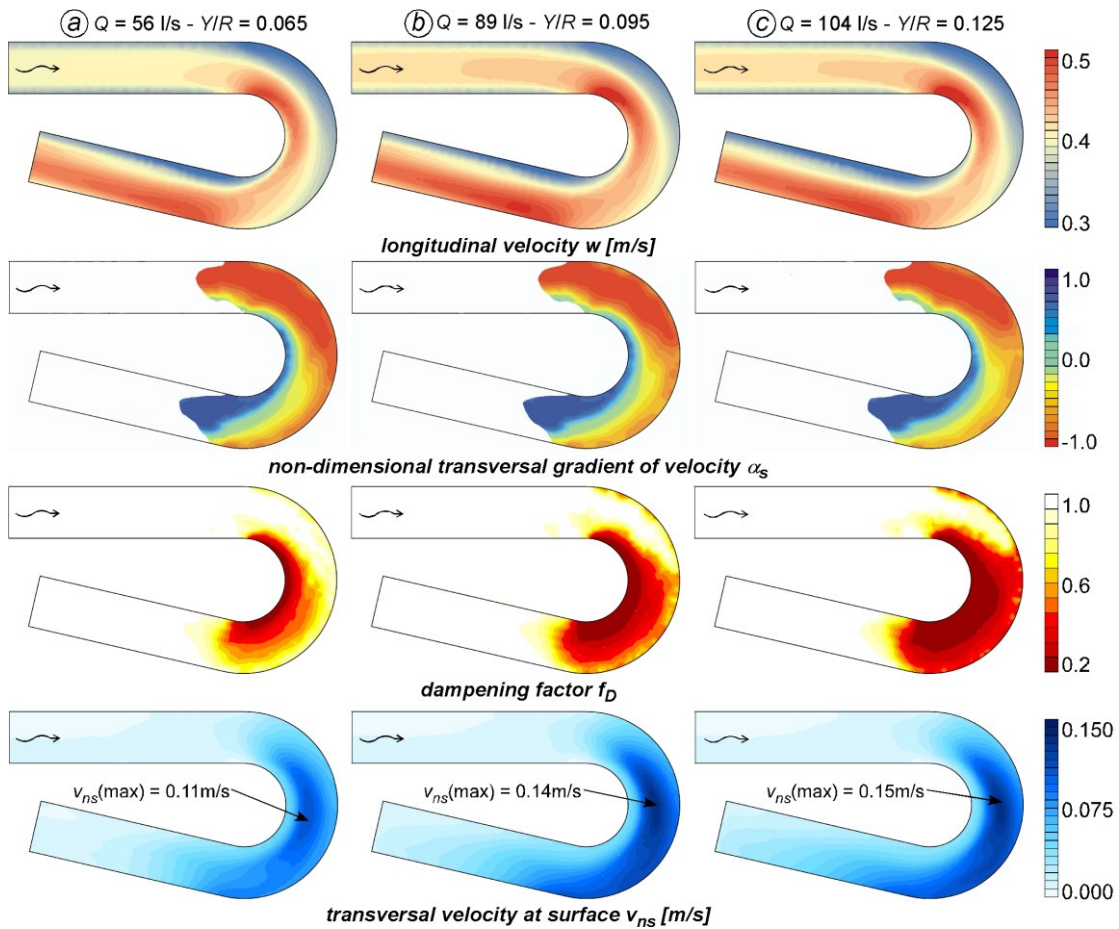 a Q = 56 l/s - Y/R = 0.065
b Q = 89 l/s - Y/R = 0.095
c Q = 104 l/s - Y/R = 0.125
0.5
0.4
0.3
longitudinal velocity w [m/s]
1.0
0.0
-1.0
non-dimensional transversal gradient of velocity αs
1.0
0.6
0.2
dampening factor fD
vns(max) = 0.11m/s
vns(max) = 0.14m/s
vns(max) = 0.15m/s
0.150
0.075
0.000
transversal velocity at surface vns [m/s]